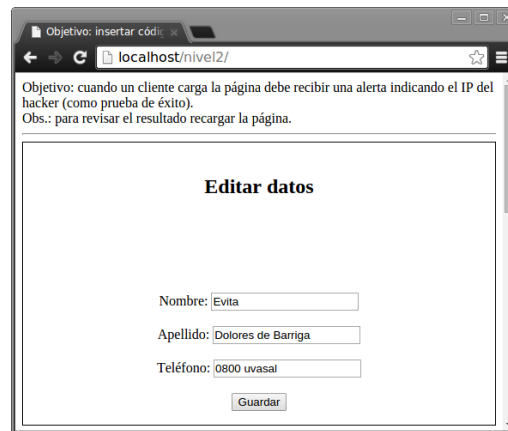 Objetivo: insertar códig
localhost/nivel2/
Objetivo: cuando un cliente carga la página debe recibir una alerta indicando el IP del
hacker (como prueba de éxito).
Obs.: para revisar el resultado recargar la página.
Editar datos
Nombre: Evita
Apellido: Dolores de Barriga
Teléfono: 0800 uvasal
Guardar